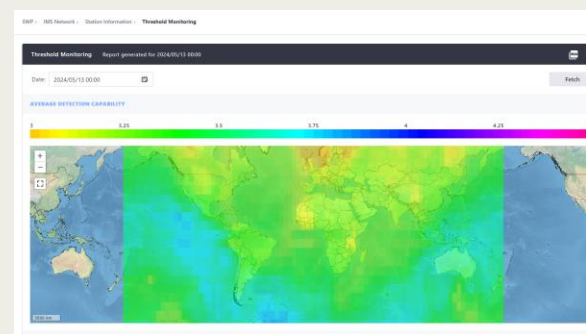 SWP › IMS Network › Station Information › Threshold Monitoring
Threshold Monitoring Report generated for 2024/05/13 00:00
Date: 2024/05/13 00:00 Fetch
AVERAGE DETECTION CAPABILITY
3 3.25 3.5 3.75 4 4.25
+
−